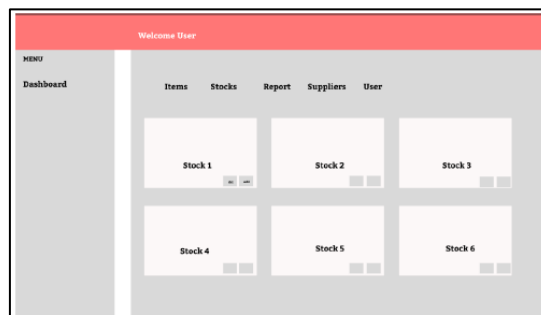 Welcome User
MENU
Dashboard
Items Stocks Report Suppliers User
Stock 1
Stock 2
Stock 3
Stock 4
Stock 5
Stock 6